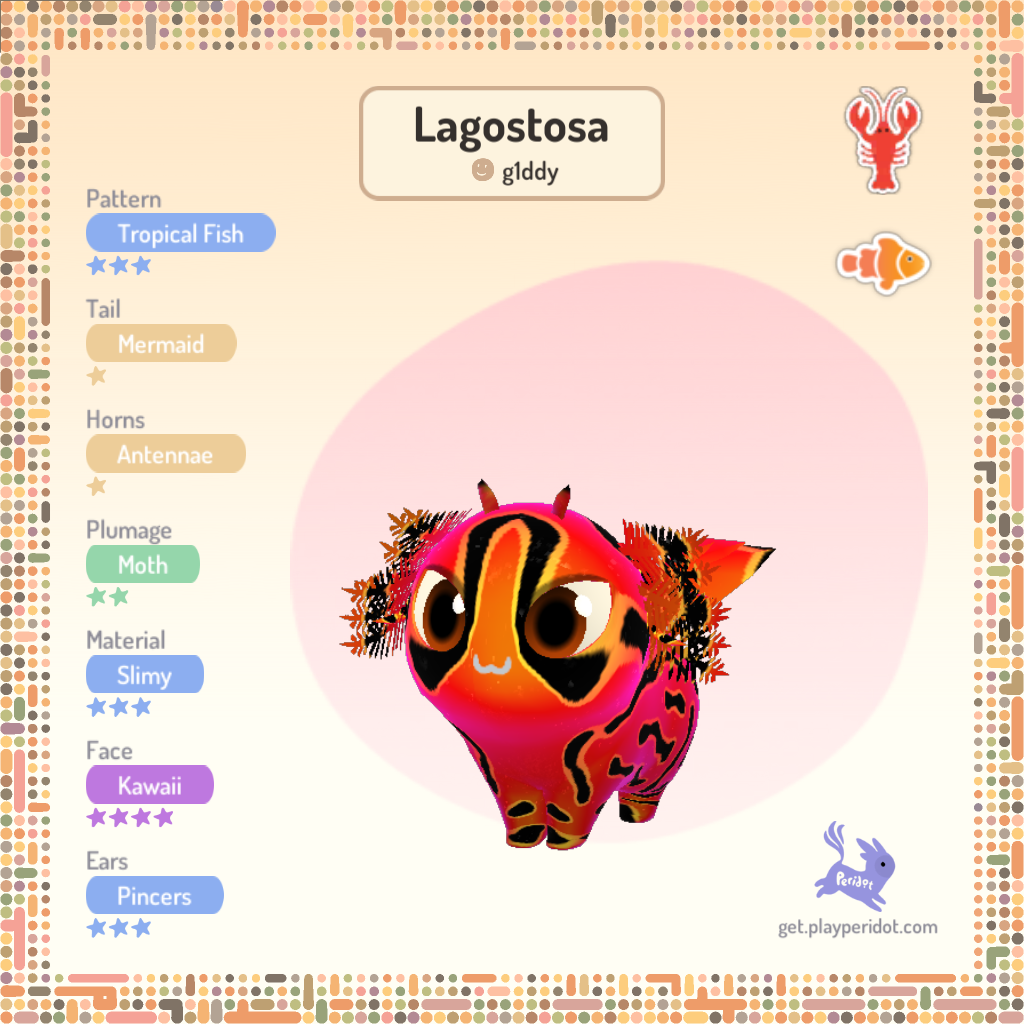 Lagostosa
g1ddy
Pattern
Tropical Fish
Tail
Mermaid
Horns
Antennae
Plumage
Moth
Material
Slimy
Face
Kawaii
Ears
Pincers
Peridot
get.playperidot.com